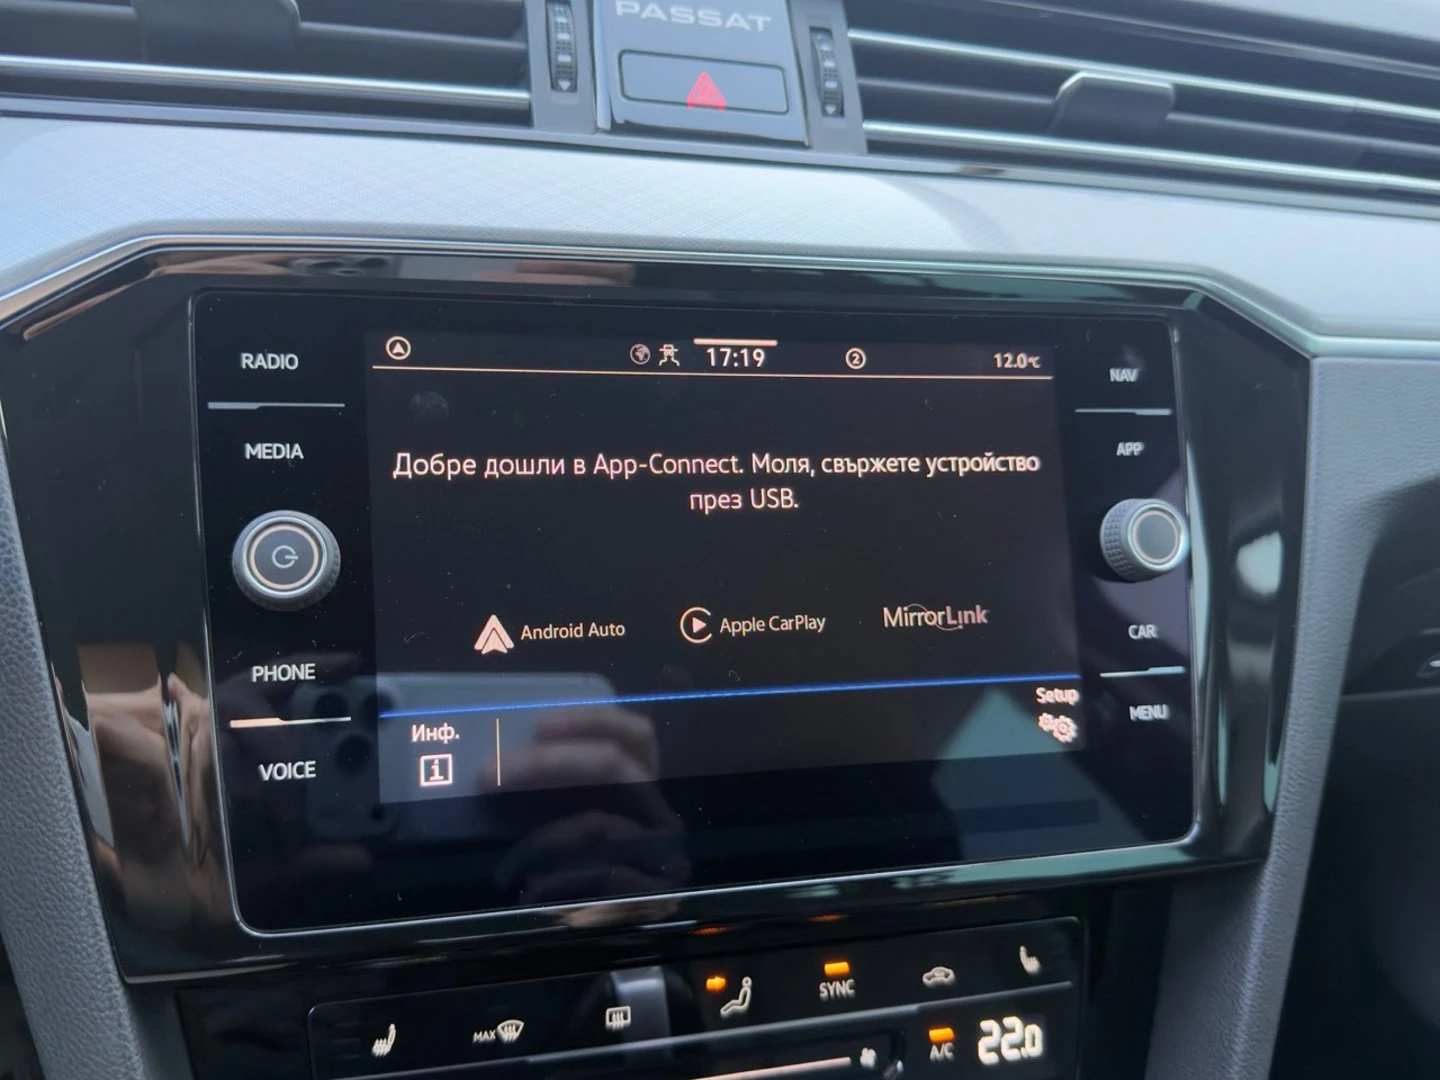 PASSAT
RADIO
17:19
2
12.0°C
NAV
MEDIA
APP
Добре дошли в App-Connect. Моля, свържете устройство
през USB.
Android Auto
Apple CarPlay
MirrorLink
CAR
PHONE
Setup
MENU
Инф.
VOICE
SYNC
MAX
A/C
22.0